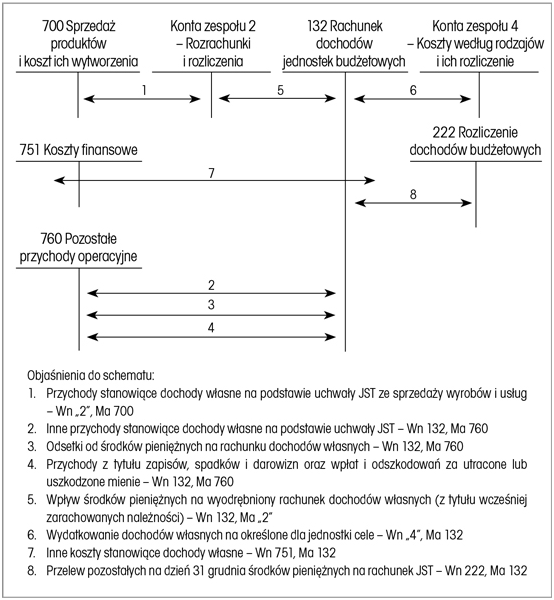 700 Sprzedaż
produktów
i koszt ich wytworzenia
Konta zespołu 2
– Rozrachunki
i rozliczenia
132 Rachunek
dochodów
jednostek budżetowych
Konta zespołu 4
– Koszty według rodzajów
i ich rozliczenie
1
5
6
751 Koszty finansowe
222 Rozliczenie
dochodów budżetowych
7
8
760 Pozostałe
przychody operacyjne
2
3
4
Objaśnienia do schematu:
1. Przychody stanowiące dochody własne na podstawie uchwały JST ze sprzedaży wyrobów i usług
– Wn „2”, Ma 700
2. Inne przychody stanowiące dochody własne na podstawie uchwały JST – Wn 132, Ma 760
3. Odsetki od środków pieniężnych na rachunku dochodów własnych – Wn 132, Ma 760
4. Przychody z tytułu zapisów, spadków i darowizn oraz wpłat i odszkodowań za utracone lub
uszkodzone mienie – Wn 132, Ma 760
5. Wpływ środków pieniężnych na wyodrębniony rachunek dochodów własnych (z tytułu wcześniej
zarachowanych należności) – Wn 132, Ma „2”
6. Wydatkowanie dochodów własnych na określone dla jednostki cele – Wn „4”, Ma 132
7. Inne koszty stanowiące dochody własne – Wn 751, Ma 132
8. Przelew pozostałych na dzień 31 grudnia środków pieniężnych na rachunek JST – Wn 222, Ma 132